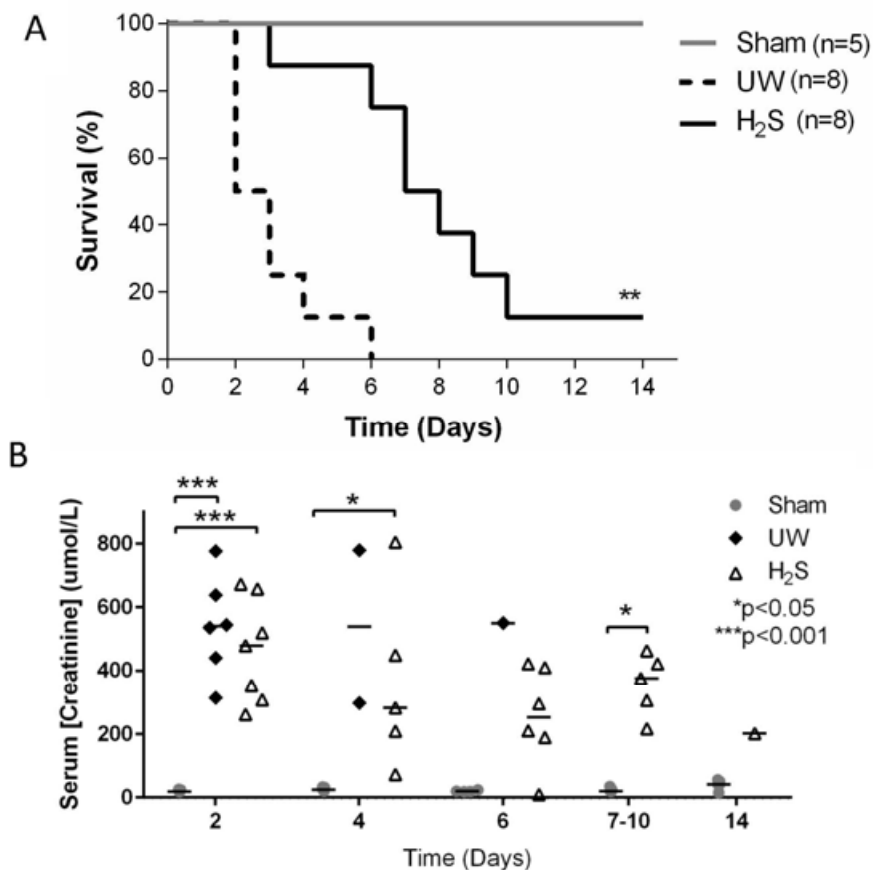 A
Survival (%)
100
80
60
40
20
0
0 2 4 6 8 10 12 14
Time (Days)
Sham (n=5)
UW (n=8)
H₂S (n=8)
**
B
Serum [Creatinine] (umol/L)
800
600
400
200
0
***
***
*
*
2 4 6 7-10 14
Time (Days)
Sham
UW
H₂S
*p<0.05
***p<0.001